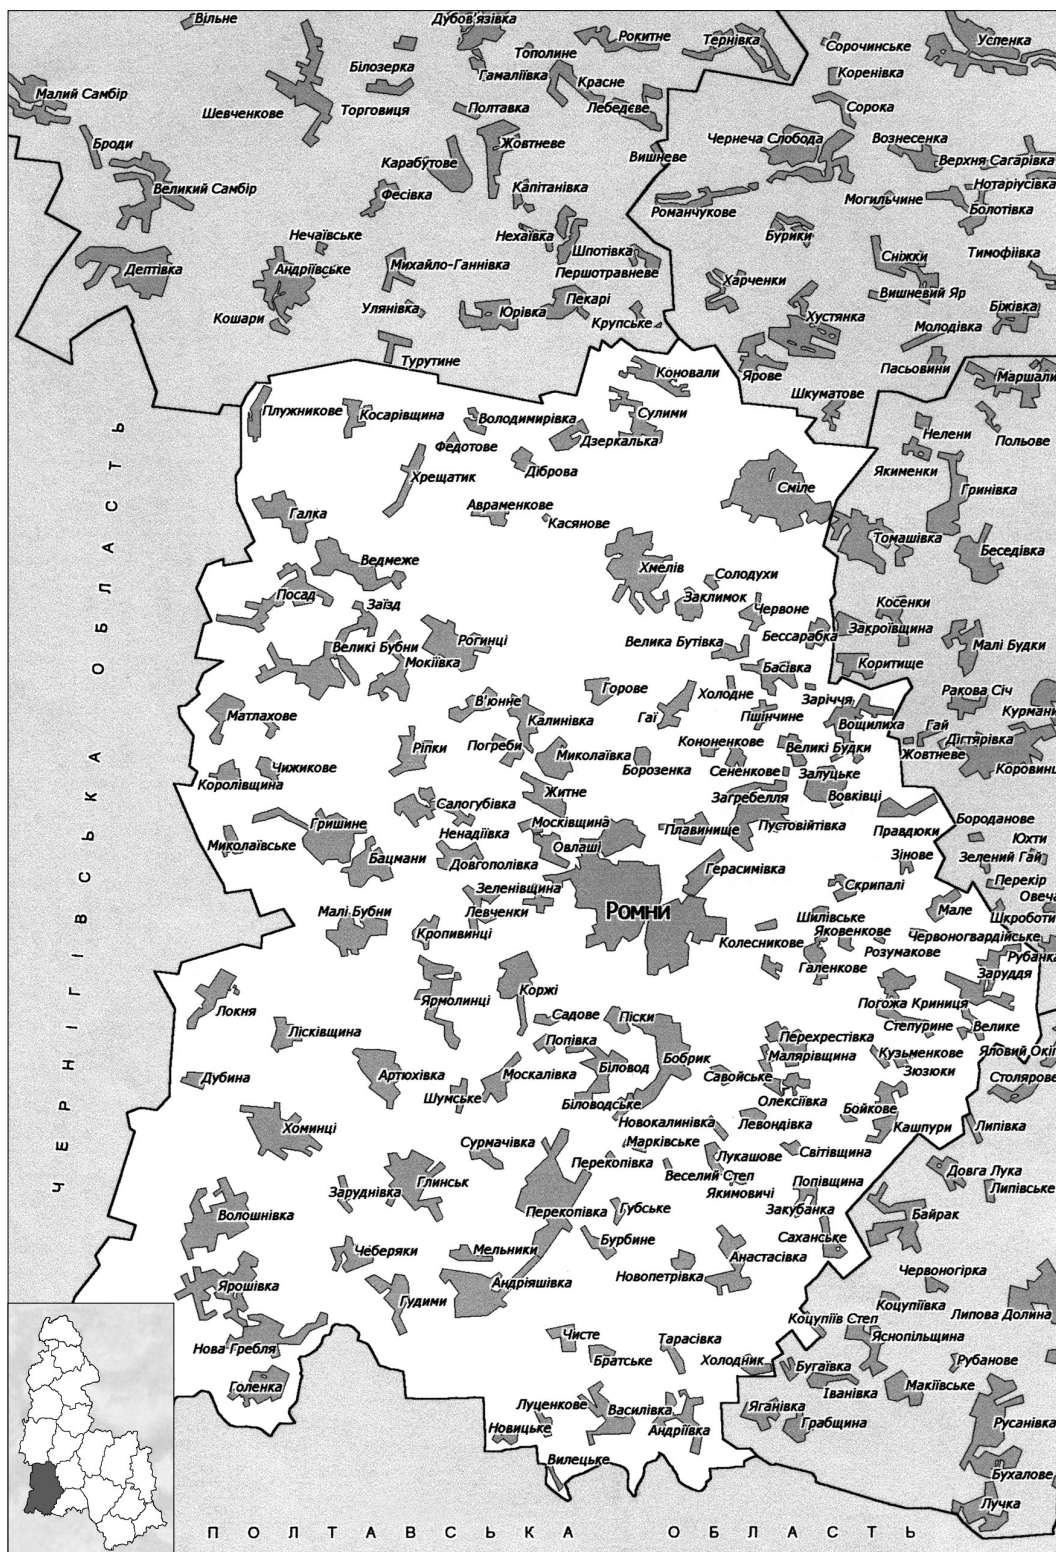 Вільне
Дубов'язівка
Рокитне
Тернівка
Сорочинське
Успенка
Тополине
Білозерка
Гамаліївка
Коренівка
Красне
Малий Самбір
Шевченкове
Торговиця
Полтавка
Лебедєве
Сорока
Броди
Жовтневе
Чернеча Слобода
Вознесенка
Карабутове
Вишневе
Верхня Сагарівка
Великий Самбір
Фесівка
Капітанівка
Нотаріусівка
Романчукове
Могильчине
Болотівка
Нечаївське
Нехаївка
Бурики
Шпотівка
Сніжки
Тимофіївка
Дептівка
Андріївське
Михайло-Ганнівка
Першотравневе
Харченки
Вишневий Яр
Кошари
Улянівка
Юрівка
Пекарі
Крупське
Хустянка
Біжівка
Молодівка
Турутине
Коновали
Ярове
Пасьовини
Маршали
Шкуматове
Плужникове
Косарівщина
Володимирівка
Сулими
Дзеркалька
Федотове
Нелени
Польове
Хрещатик
Діброва
Якименки
Сміле
Гринівка
Галка
Авраменкове
Касянове
Томашівка
Беседівка
Ведмеже
Хмелів
Солодухи
Посад
Заїзд
Заклимок
Червоне
Косенки
Закроївщина
Рогинці
Велика Бутівка
Бессарабка
Великі Бубни
Мокіївка
Малі Будки
Басівка
Коритище
Горове
Холодне
Заріччя
Ракова Січ
В'юнне
Курмани
Матлахове
Калинівка
Гаї
Пшінчине
Вощилиха
Гай
Ріпки
Погреби
Кононенкове
Великі Будки
Дігтярівка
Миколаївка
Жовтневе
Чижикове
Борозенка
Сененкове
Залуцьке
Коровинці
Королівщина
Житне
Загребелля
Вовківці
Салогубівка
Бороданове
Гришине
Ненадіївка
Московщина
Плавинище
Пустовійтівка
Правдюки
Юхти
Миколаївське
Бацмани
Довгополівка
Овлаші
Зінове
Зелений Гай
Герасимівка
Перекір
Зеленівщина
Скрипалі
Овеча
Малі Бубни
Левченки
Ромни
Шилівське
Мале
Шкроботи
Кропивинці
Колесникове
Яковенкове
Червоногвардійське
Розумакове
Рубанка
Галенкове
Заруддя
Локня
Ярмолинці
Коржі
Погожа Криниця
Лісківщина
Садове
Піски
Степурине
Велике
Попівка
Перехрестівка
Бобрик
Малярівщина
Кузьменкове
Яловий Окіп
Зюзюки
Дубина
Артюхівка
Москалівка
Біловод
Савойське
Столярове
Шумське
Біловодське
Олексіївка
Бойкове
Хоминці
Новокалинівка
Левондівка
Кашпури
Липівка
Сурмачівка
Марківське
Світівщина
Перекопівка
Лукашове
Веселий Степ
Довга Лука
Заруднівка
Глинськ
Якимовичі
Попівщина
Липівське
Волошнівка
Перекопівка
Губське
Закубанка
Байрак
Саханське
Чеберяки
Мельники
Бурбине
Анастасівка
Ярошівка
Андріяшівка
Новопетрівка
Червоногірка
Гудими
Коцупіївка
Липова Долина
Коцупіїв Степ
Яснопільщина
Нова Гребля
Чисте
Тарасівка
Братське
Холодник
Бугаївка
Рубанове
Голенка
Іванівка
Макіївське
Луценкове
Яганівка
Василівка
Грабщина
Русанівка
Новицьке
Андріївка
Вилецьке
Бухалове
Лучка
ЧЕРНІГІВСЬКА ОБЛАСТЬ
ПОЛТАВСЬКА ОБЛАСТЬ